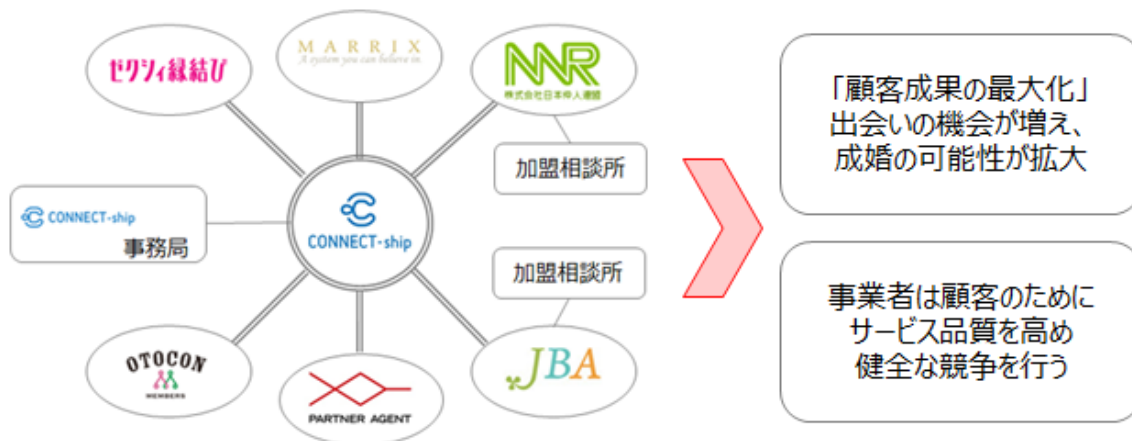 ゼクシィ縁結び
MARRIX
A system you can believe in.
NNR
株式会社日本仲人連盟
加盟相談所
CONNECT-ship
事務局
CONNECT-ship
加盟相談所
OTOCON
MEMBERS
PARTNER AGENT
JBA
「顧客成果の最大化」
出会いの機会が増え、
成婚の可能性が拡大
事業者は顧客のために
サービス品質を高め
健全な競争を行う